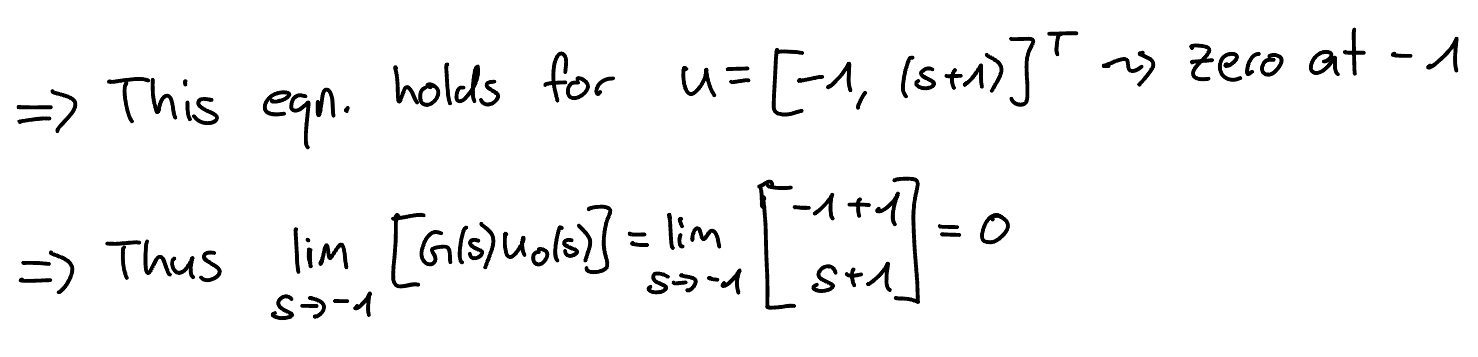 => This eqn. holds for u = [-1, (s+1)]^T ⇝ zero at -1
=> Thus lim_{s→-1} [G(s)u_0(s)] = lim_{s→-1} [-1+1; s+1] = 0